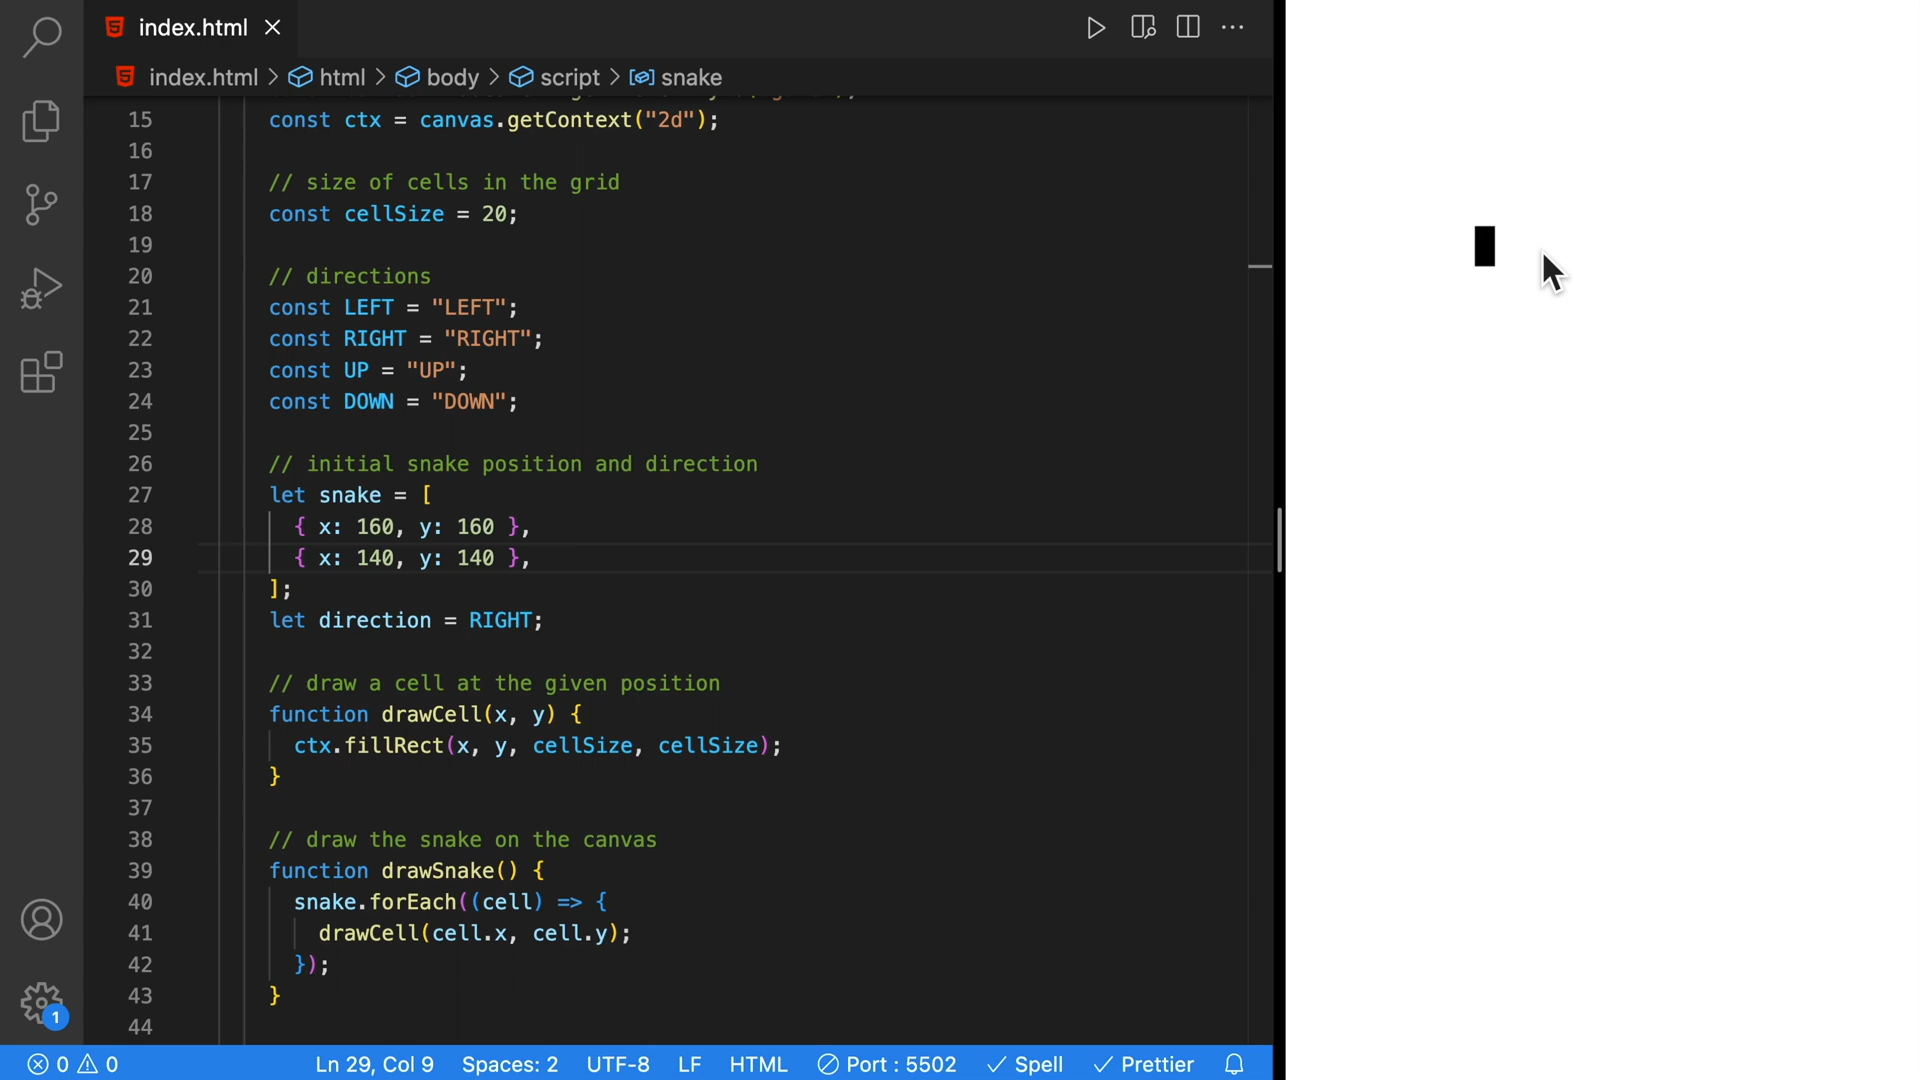 index.html
index.html > html > body > script > snake
15 const ctx = canvas.getContext("2d");
16
17 // size of cells in the grid
18 const cellSize = 20;
19
20 // directions
21 const LEFT = "LEFT";
22 const RIGHT = "RIGHT";
23 const UP = "UP";
24 const DOWN = "DOWN";
25
26 // initial snake position and direction
27 let snake = [
28 { x: 160, y: 160 },
29 { x: 140, y: 140 },
30 ];
31 let direction = RIGHT;
32
33 // draw a cell at the given position
34 function drawCell(x, y) {
35 ctx.fillRect(x, y, cellSize, cellSize);
36 }
37
38 // draw the snake on the canvas
39 function drawSnake() {
40 snake.forEach((cell) => {
41 drawCell(cell.x, cell.y);
42 });
43 }
44
1
0 0 Ln 29, Col 9 Spaces: 2 UTF-8 LF HTML Port : 5502 Spell Prettier